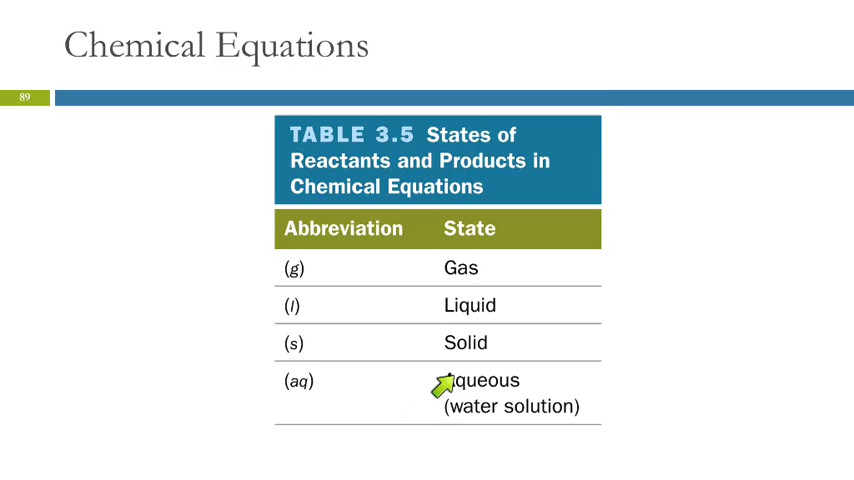 Chemical Equations
89
TABLE 3.5 States of
Reactants and Products in
Chemical Equations
Abbreviation State
(g) Gas
(l) Liquid
(s) Solid
(aq) Aqueous
(water solution)